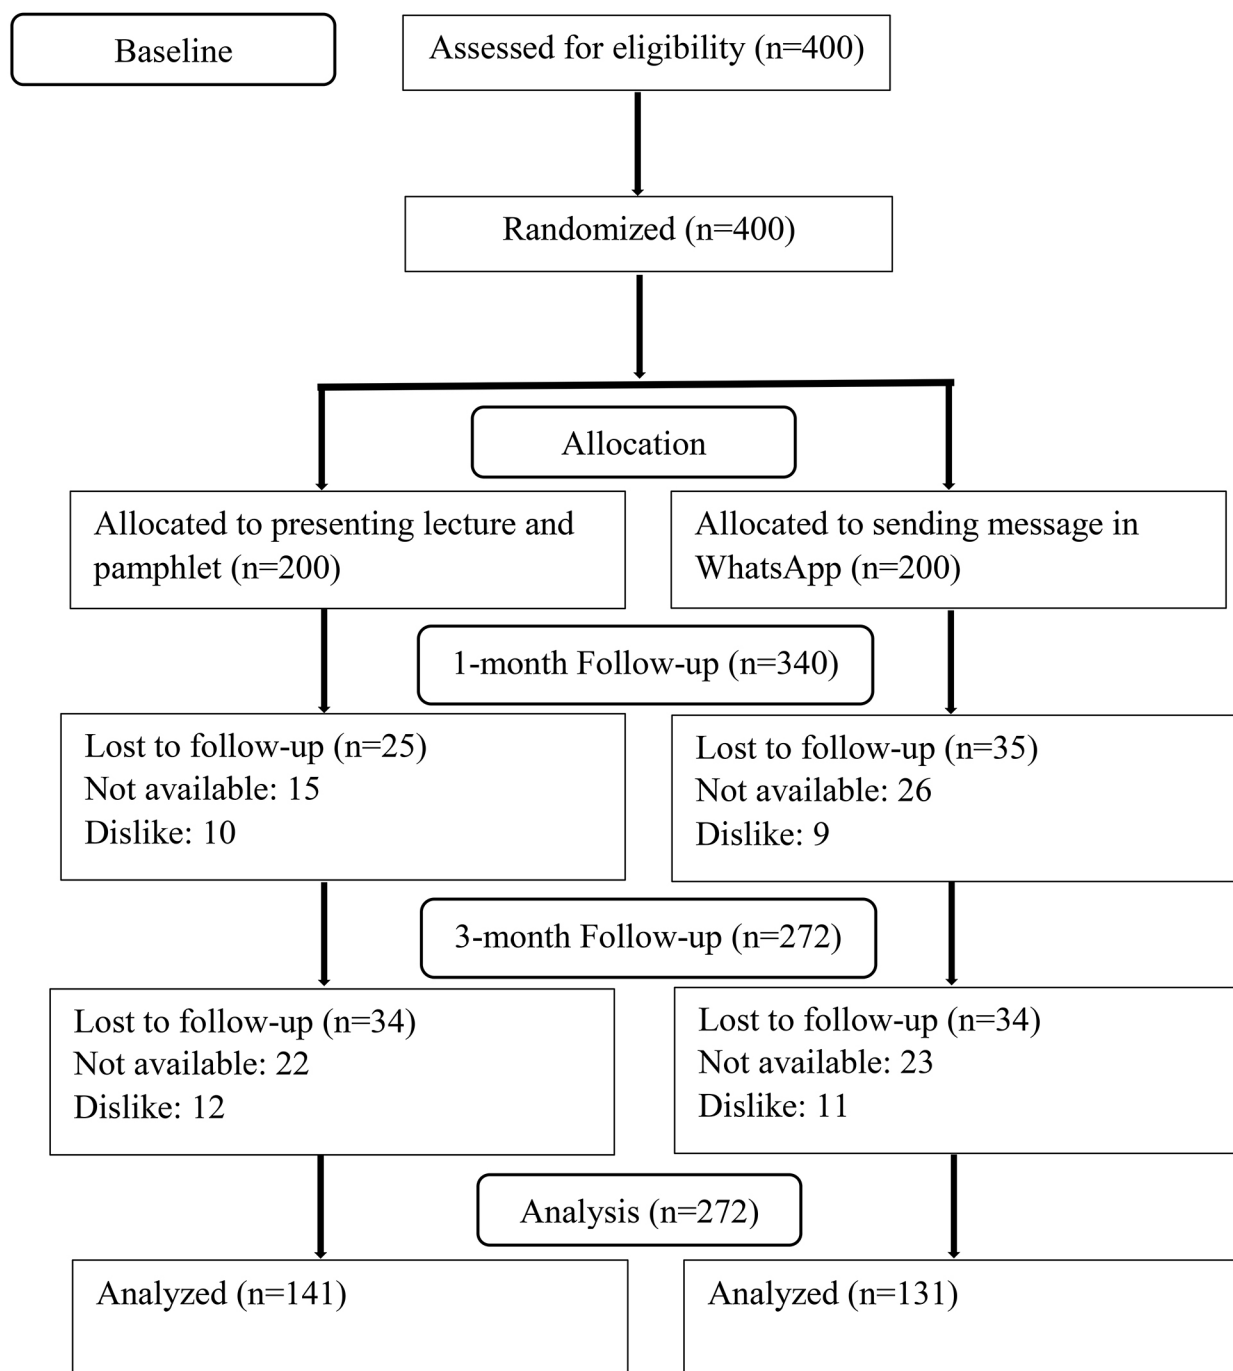 Baseline
Assessed for eligibility (n=400)
Randomized (n=400)
Allocation
Allocated to presenting lecture and
pamphlet (n=200)
Allocated to sending message in
WhatsApp (n=200)
1-month Follow-up (n=340)
Lost to follow-up (n=25)
Not available: 15
Dislike: 10
Lost to follow-up (n=35)
Not available: 26
Dislike: 9
3-month Follow-up (n=272)
Lost to follow-up (n=34)
Not available: 22
Dislike: 12
Lost to follow-up (n=34)
Not available: 23
Dislike: 11
Analysis (n=272)
Analyzed (n=141)
Analyzed (n=131)